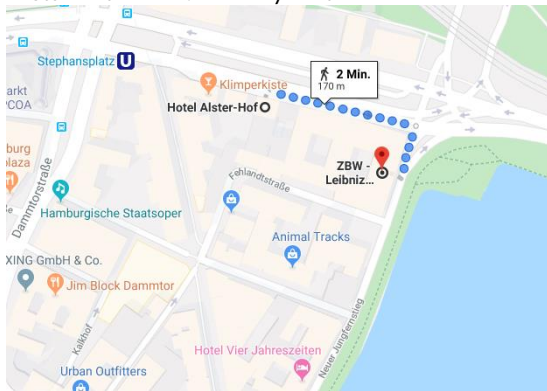 Stephansplatz U
Klimperkiste
2 Min.
170 m
Hotel Alster-Hof
ZBW -
Leibniz...
Fehlandtstraße
Hamburgische Staatsoper
Dammtorstraße
Animal Tracks
XING GmbH & Co.
Jim Block Dammtor
Kalkhof
Hotel Vier Jahreszeiten
Neuer Jungfernstieg
Urban Outfitters